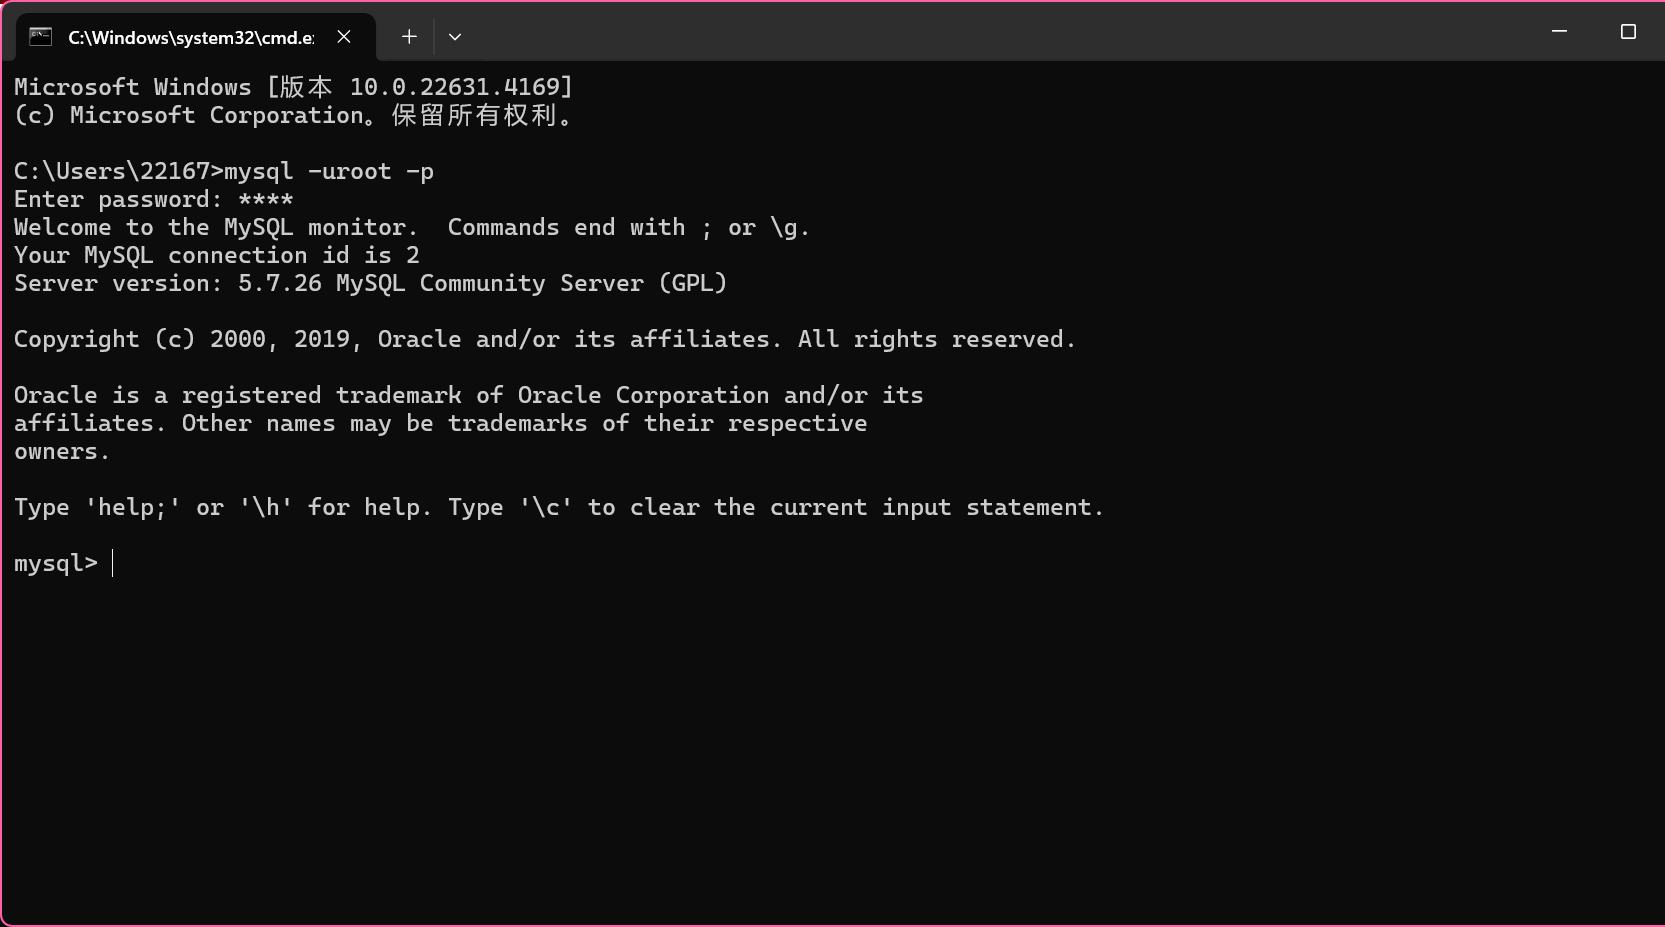 C:\Windows\system32\cmd.e
Microsoft Windows [版本 10.0.22631.4169]
(c) Microsoft Corporation。保留所有权利。
C:\Users\22167>mysql -uroot -p
Enter password: ****
Welcome to the MySQL monitor.  Commands end with ; or \g.
Your MySQL connection id is 2
Server version: 5.7.26 MySQL Community Server (GPL)
Copyright (c) 2000, 2019, Oracle and/or its affiliates. All rights reserved.
Oracle is a registered trademark of Oracle Corporation and/or its
affiliates. Other names may be trademarks of their respective
owners.
Type 'help;' or '\h' for help. Type '\c' to clear the current input statement.
mysql>